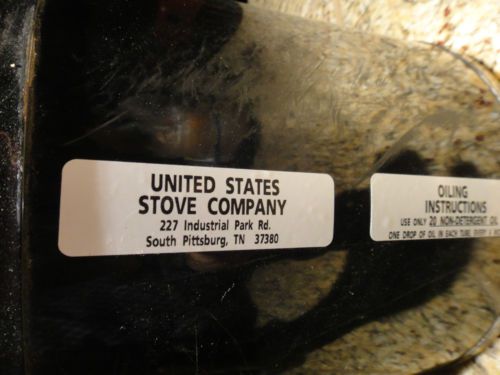 UNITED STATES
STOVE COMPANY
227 Industrial Park Rd.
South Pittsburg, TN 37380
OILING
INSTRUCTIONS
USE ONLY 20 NON-DETERGENT
ONE DROP OF OIL IN EACH TUBE, EVERY